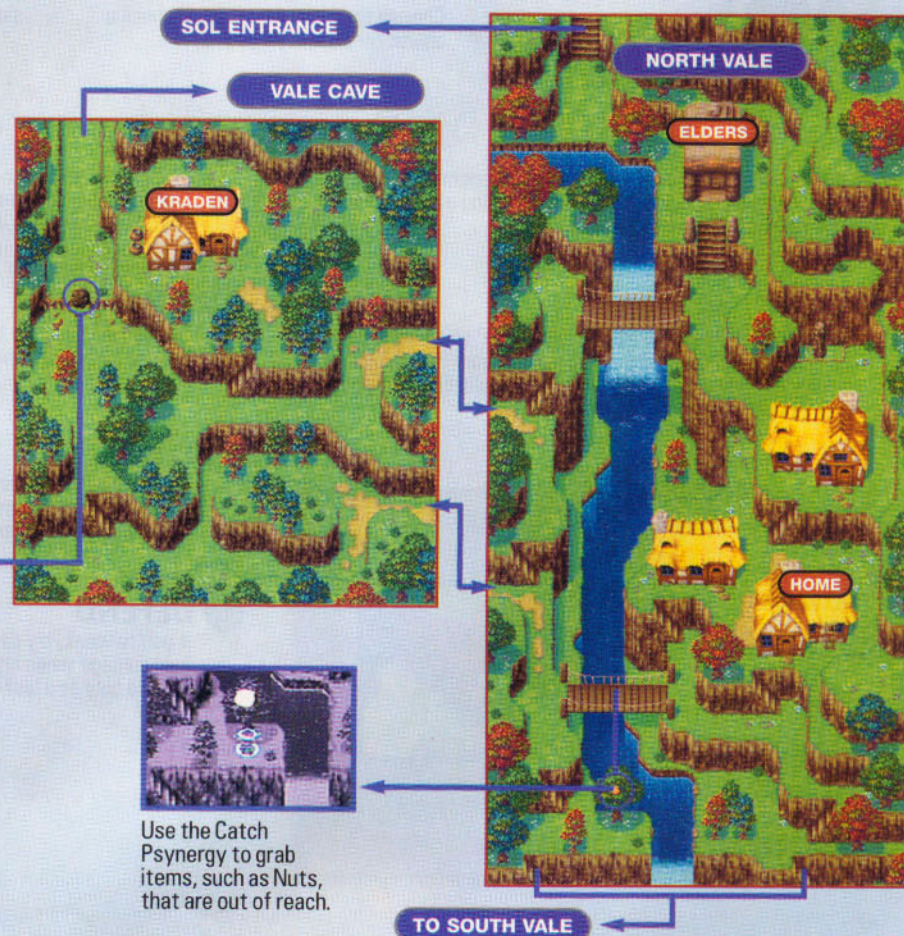 SOL ENTRANCE
VALE CAVE
NORTH VALE
ELDERS
KRADEN
HOME
Use the Catch
Psynergy to grab
items, such as Nuts,
that are out of reach.
TO SOUTH VALE